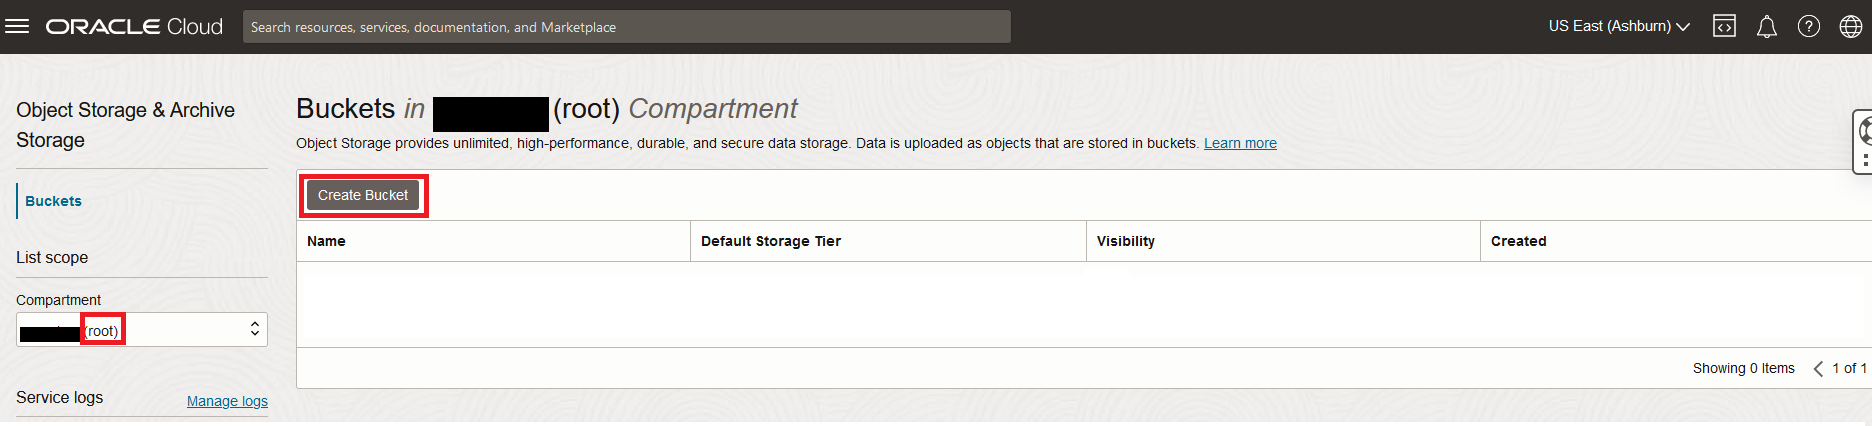 ORACLE Cloud
Search resources, services, documentation, and Marketplace
US East (Ashburn)
Object Storage & Archive
Storage
Buckets
List scope
Compartment
(root)
Service logs
Manage logs
Buckets in (root) Compartment
Object Storage provides unlimited, high-performance, durable, and secure data storage. Data is uploaded as objects that are stored in buckets. Learn more
Create Bucket
Name Default Storage Tier Visibility Created
Showing 0 Items 1 of 1